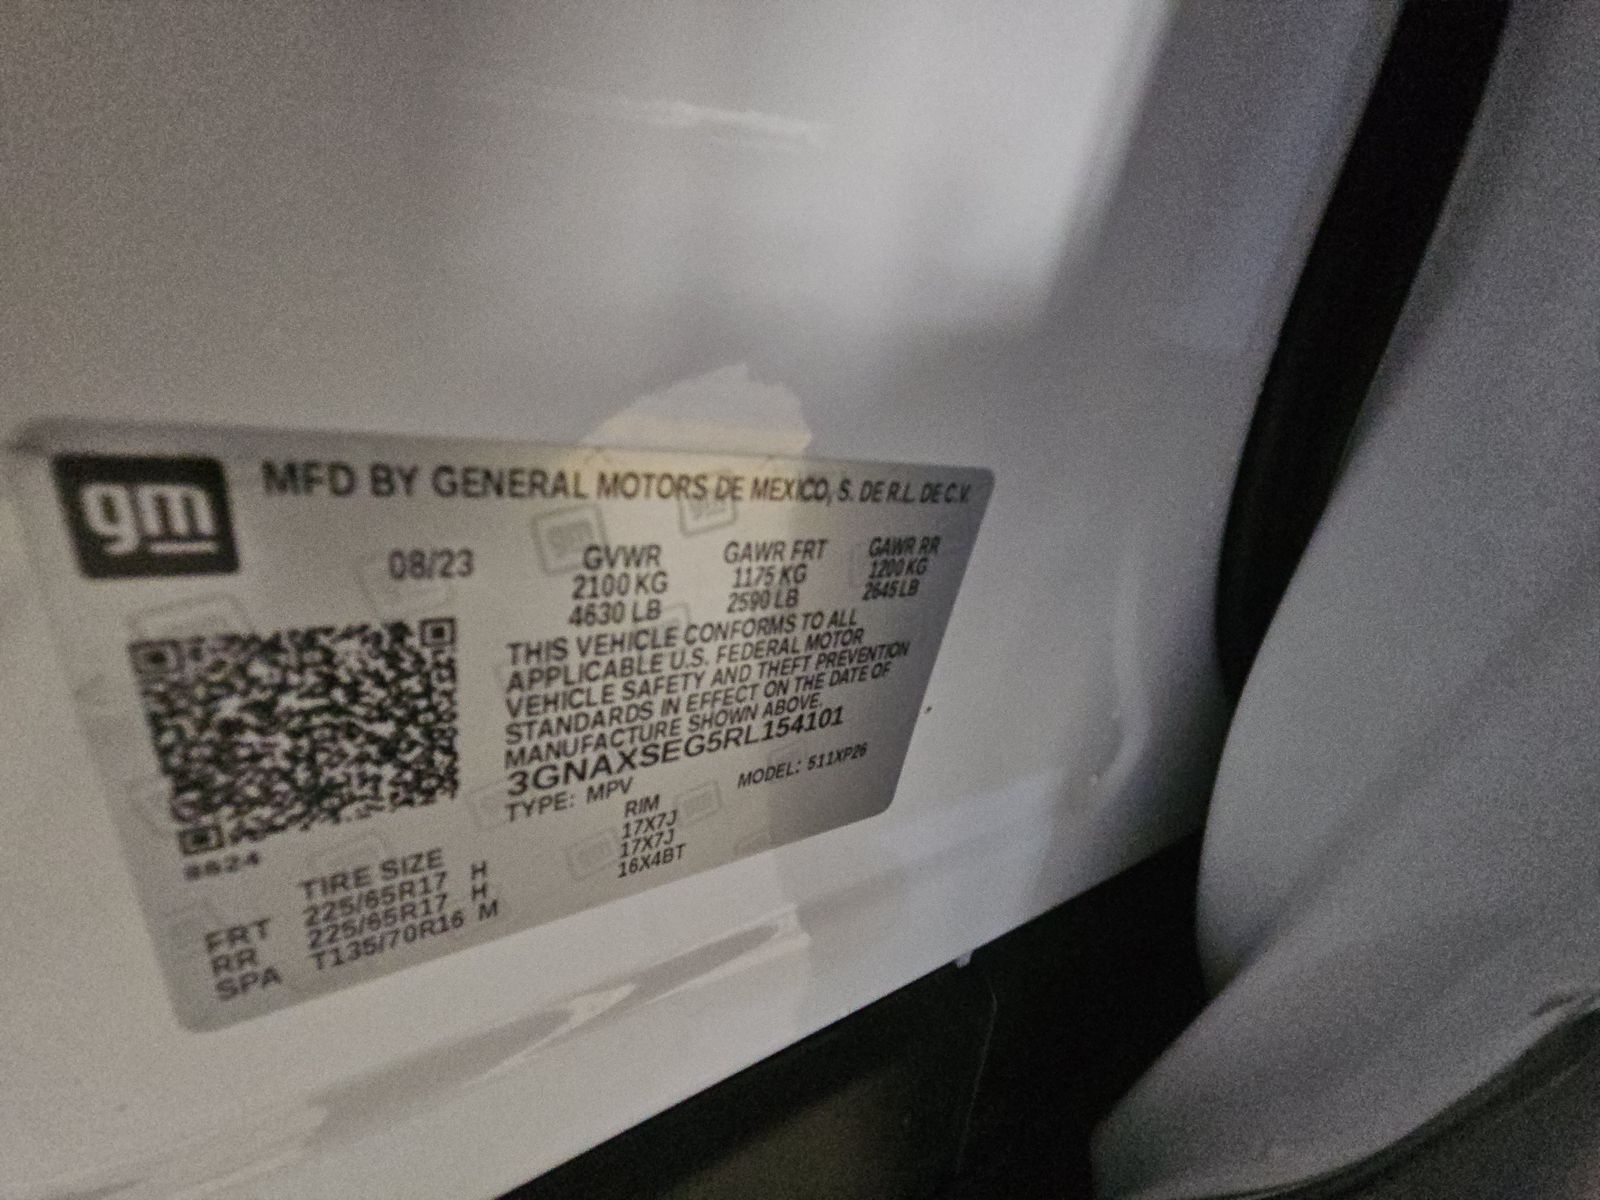 gm
MFD BY GENERAL MOTORS DE MEXICO, S. DE R.L. DE C.V.
08/23
GVWR GAWR FRT GAWR RR
2100 KG 1175 KG 1200 KG
4630 LB 2590 LB 2645 LB
THIS VEHICLE CONFORMS TO ALL
APPLICABLE U.S. FEDERAL MOTOR
VEHICLE SAFETY AND THEFT PREVENTION
STANDARDS IN EFFECT ON THE DATE OF
MANUFACTURE SHOWN ABOVE.
3GNAXSEG5RL154101
TYPE: MPV MODEL: 511XP26
TIRE SIZE RIM
FRT 225/65R17 H 17X7J
RR 225/65R17 H 17X7J
SPA T135/70R16 M 16X4BT